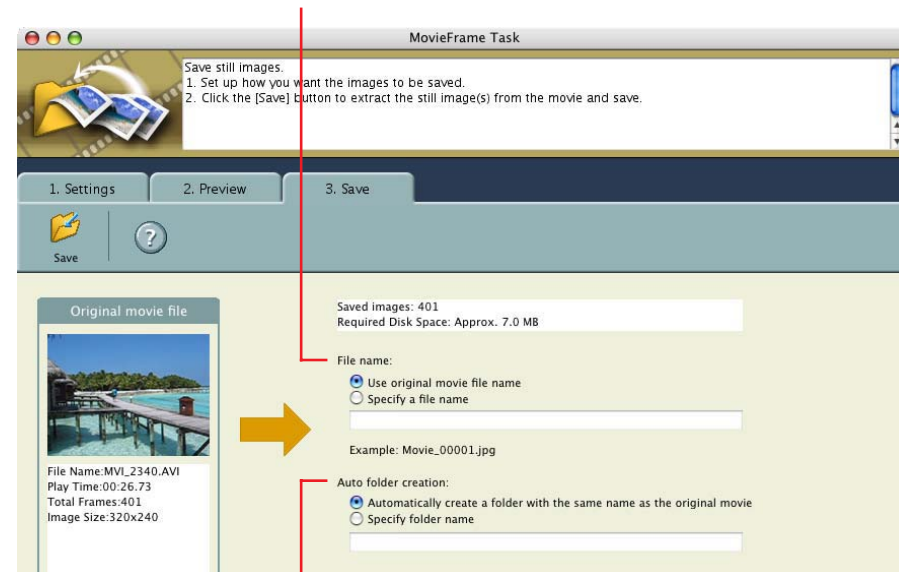 MovieFrame Task
Save still images.
1. Set up how you want the images to be saved.
2. Click the [Save] button to extract the still image(s) from the movie and save.
1. Settings
2. Preview
3. Save
Save
?
Original movie file
File Name:MVI_2340.AVI
Play Time:00:26.73
Total Frames:401
Image Size:320x240
Saved images: 401
Required Disk Space: Approx. 7.0 MB
File name:
Use original movie file name
Specify a file name
Example: Movie_00001.jpg
Auto folder creation:
Automatically create a folder with the same name as the original movie
Specify folder name